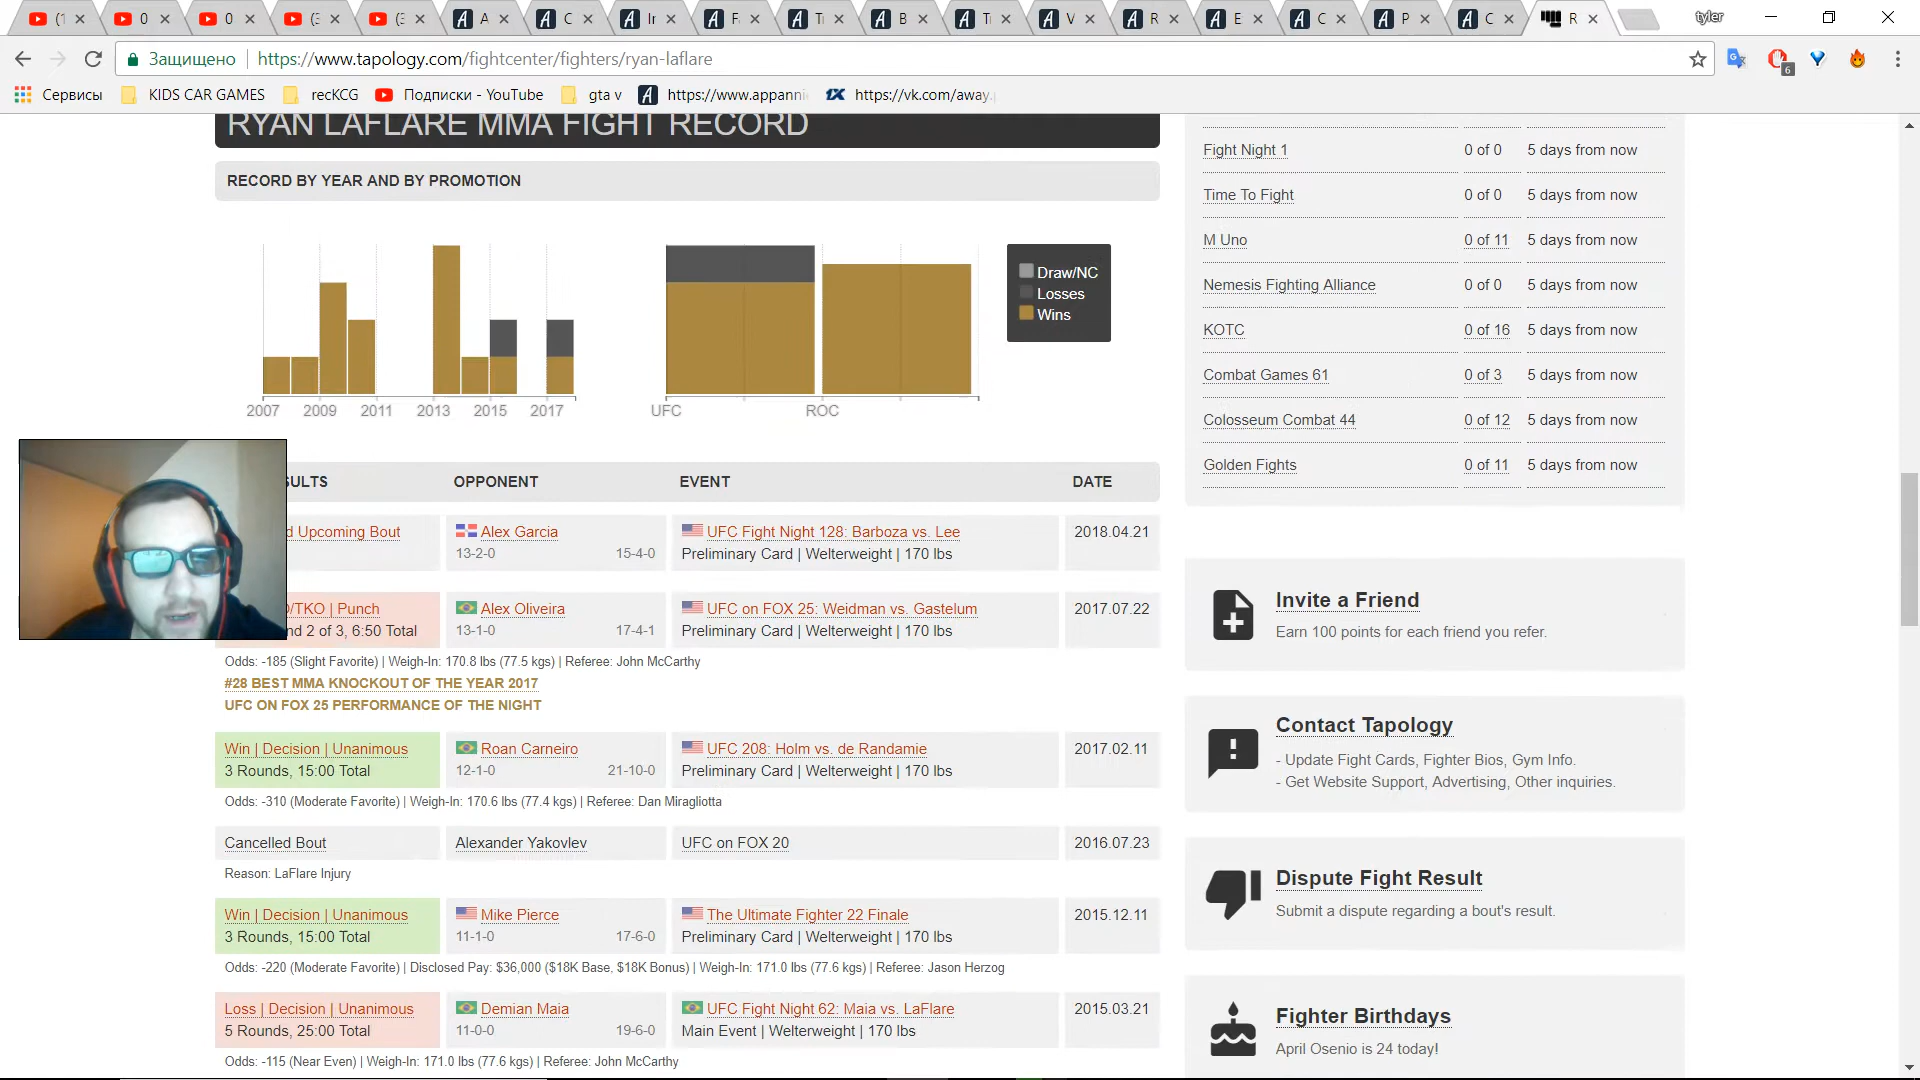 (1
0
0
(3
(3
A
C
Ir
F
Ti
B
Ti
V
R
E
C
P
C
R
tyler
Защищено
https://www.tapology.com/fightcenter/fighters/ryan-laflare
6
Сервисы
KIDS CAR GAMES
recKCG
Подписки - YouTube
gta v
https://www.appanni
https://vk.com/away.
RYAN LAFLARE MMA FIGHT RECORD
RECORD BY YEAR AND BY PROMOTION
2007 2009 2011 2013 2015 2017
UFC ROC
Draw/NC
Losses
Wins
SULTS OPPONENT EVENT DATE
d Upcoming Bout Alex Garcia UFC Fight Night 128: Barboza vs. Lee 2018.04.21
13-2-0 15-4-0 Preliminary Card | Welterweight | 170 lbs
O/TKO | Punch Alex Oliveira UFC on FOX 25: Weidman vs. Gastelum 2017.07.22
nd 2 of 3, 6:50 Total 13-1-0 17-4-1 Preliminary Card | Welterweight | 170 lbs
Odds: -185 (Slight Favorite) | Weigh-In: 170.8 lbs (77.5 kgs) | Referee: John McCarthy
#28 BEST MMA KNOCKOUT OF THE YEAR 2017
UFC ON FOX 25 PERFORMANCE OF THE NIGHT
Win | Decision | Unanimous Roan Carneiro UFC 208: Holm vs. de Randamie 2017.02.11
3 Rounds, 15:00 Total 12-1-0 21-10-0 Preliminary Card | Welterweight | 170 lbs
Odds: -310 (Moderate Favorite) | Weigh-In: 170.6 lbs (77.4 kgs) | Referee: Dan Miragliotta
Cancelled Bout Alexander Yakovlev UFC on FOX 20 2016.07.23
Reason: LaFlare Injury
Win | Decision | Unanimous Mike Pierce The Ultimate Fighter 22 Finale 2015.12.11
3 Rounds, 15:00 Total 11-1-0 17-6-0 Preliminary Card | Welterweight | 170 lbs
Odds: -220 (Moderate Favorite) | Disclosed Pay: $36,000 ($18K Base, $18K Bonus) | Weigh-In: 171.0 lbs (77.6 kgs) | Referee: Jason Herzog
Loss | Decision | Unanimous Demian Maia UFC Fight Night 62: Maia vs. LaFlare 2015.03.21
5 Rounds, 25:00 Total 11-0-0 19-6-0 Main Event | Welterweight | 170 lbs
Odds: -115 (Near Even) | Weigh-In: 171.0 lbs (77.6 kgs) | Referee: John McCarthy
Fight Night 1 0 of 0 5 days from now
Time To Fight 0 of 0 5 days from now
M Uno 0 of 11 5 days from now
Nemesis Fighting Alliance 0 of 0 5 days from now
KOTC 0 of 16 5 days from now
Combat Games 61 0 of 3 5 days from now
Colosseum Combat 44 0 of 12 5 days from now
Golden Fights 0 of 11 5 days from now
Invite a Friend
Earn 100 points for each friend you refer.
Contact Tapology
- Update Fight Cards, Fighter Bios, Gym Info.
- Get Website Support, Advertising, Other inquiries.
Dispute Fight Result
Submit a dispute regarding a bout's result.
Fighter Birthdays
April Osenio is 24 today!